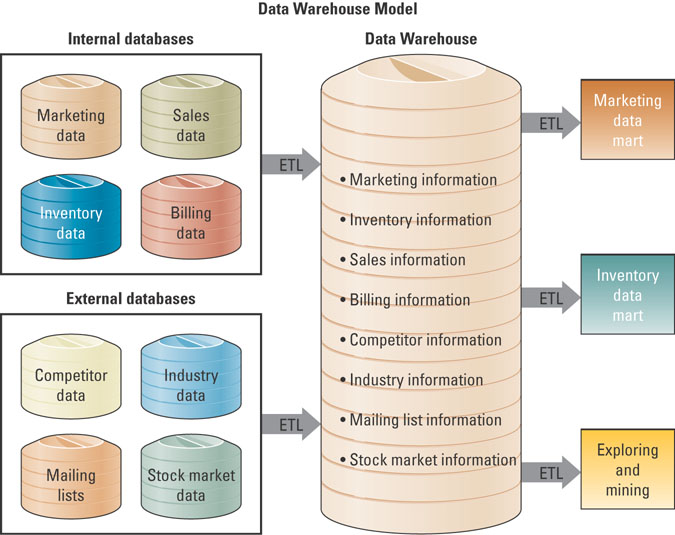 Data Warehouse Model
Internal databases
Marketing
data
Sales
data
Inventory
data
Billing
data
ETL
External databases
Competitor
data
Industry
data
Mailing
lists
Stock market
data
ETL
Data Warehouse
• Marketing information
• Inventory information
• Sales information
• Billing information
• Competitor information
• Industry information
• Mailing list information
• Stock market information
ETL
Marketing
data
mart
ETL
Inventory
data
mart
ETL
Exploring
and
mining